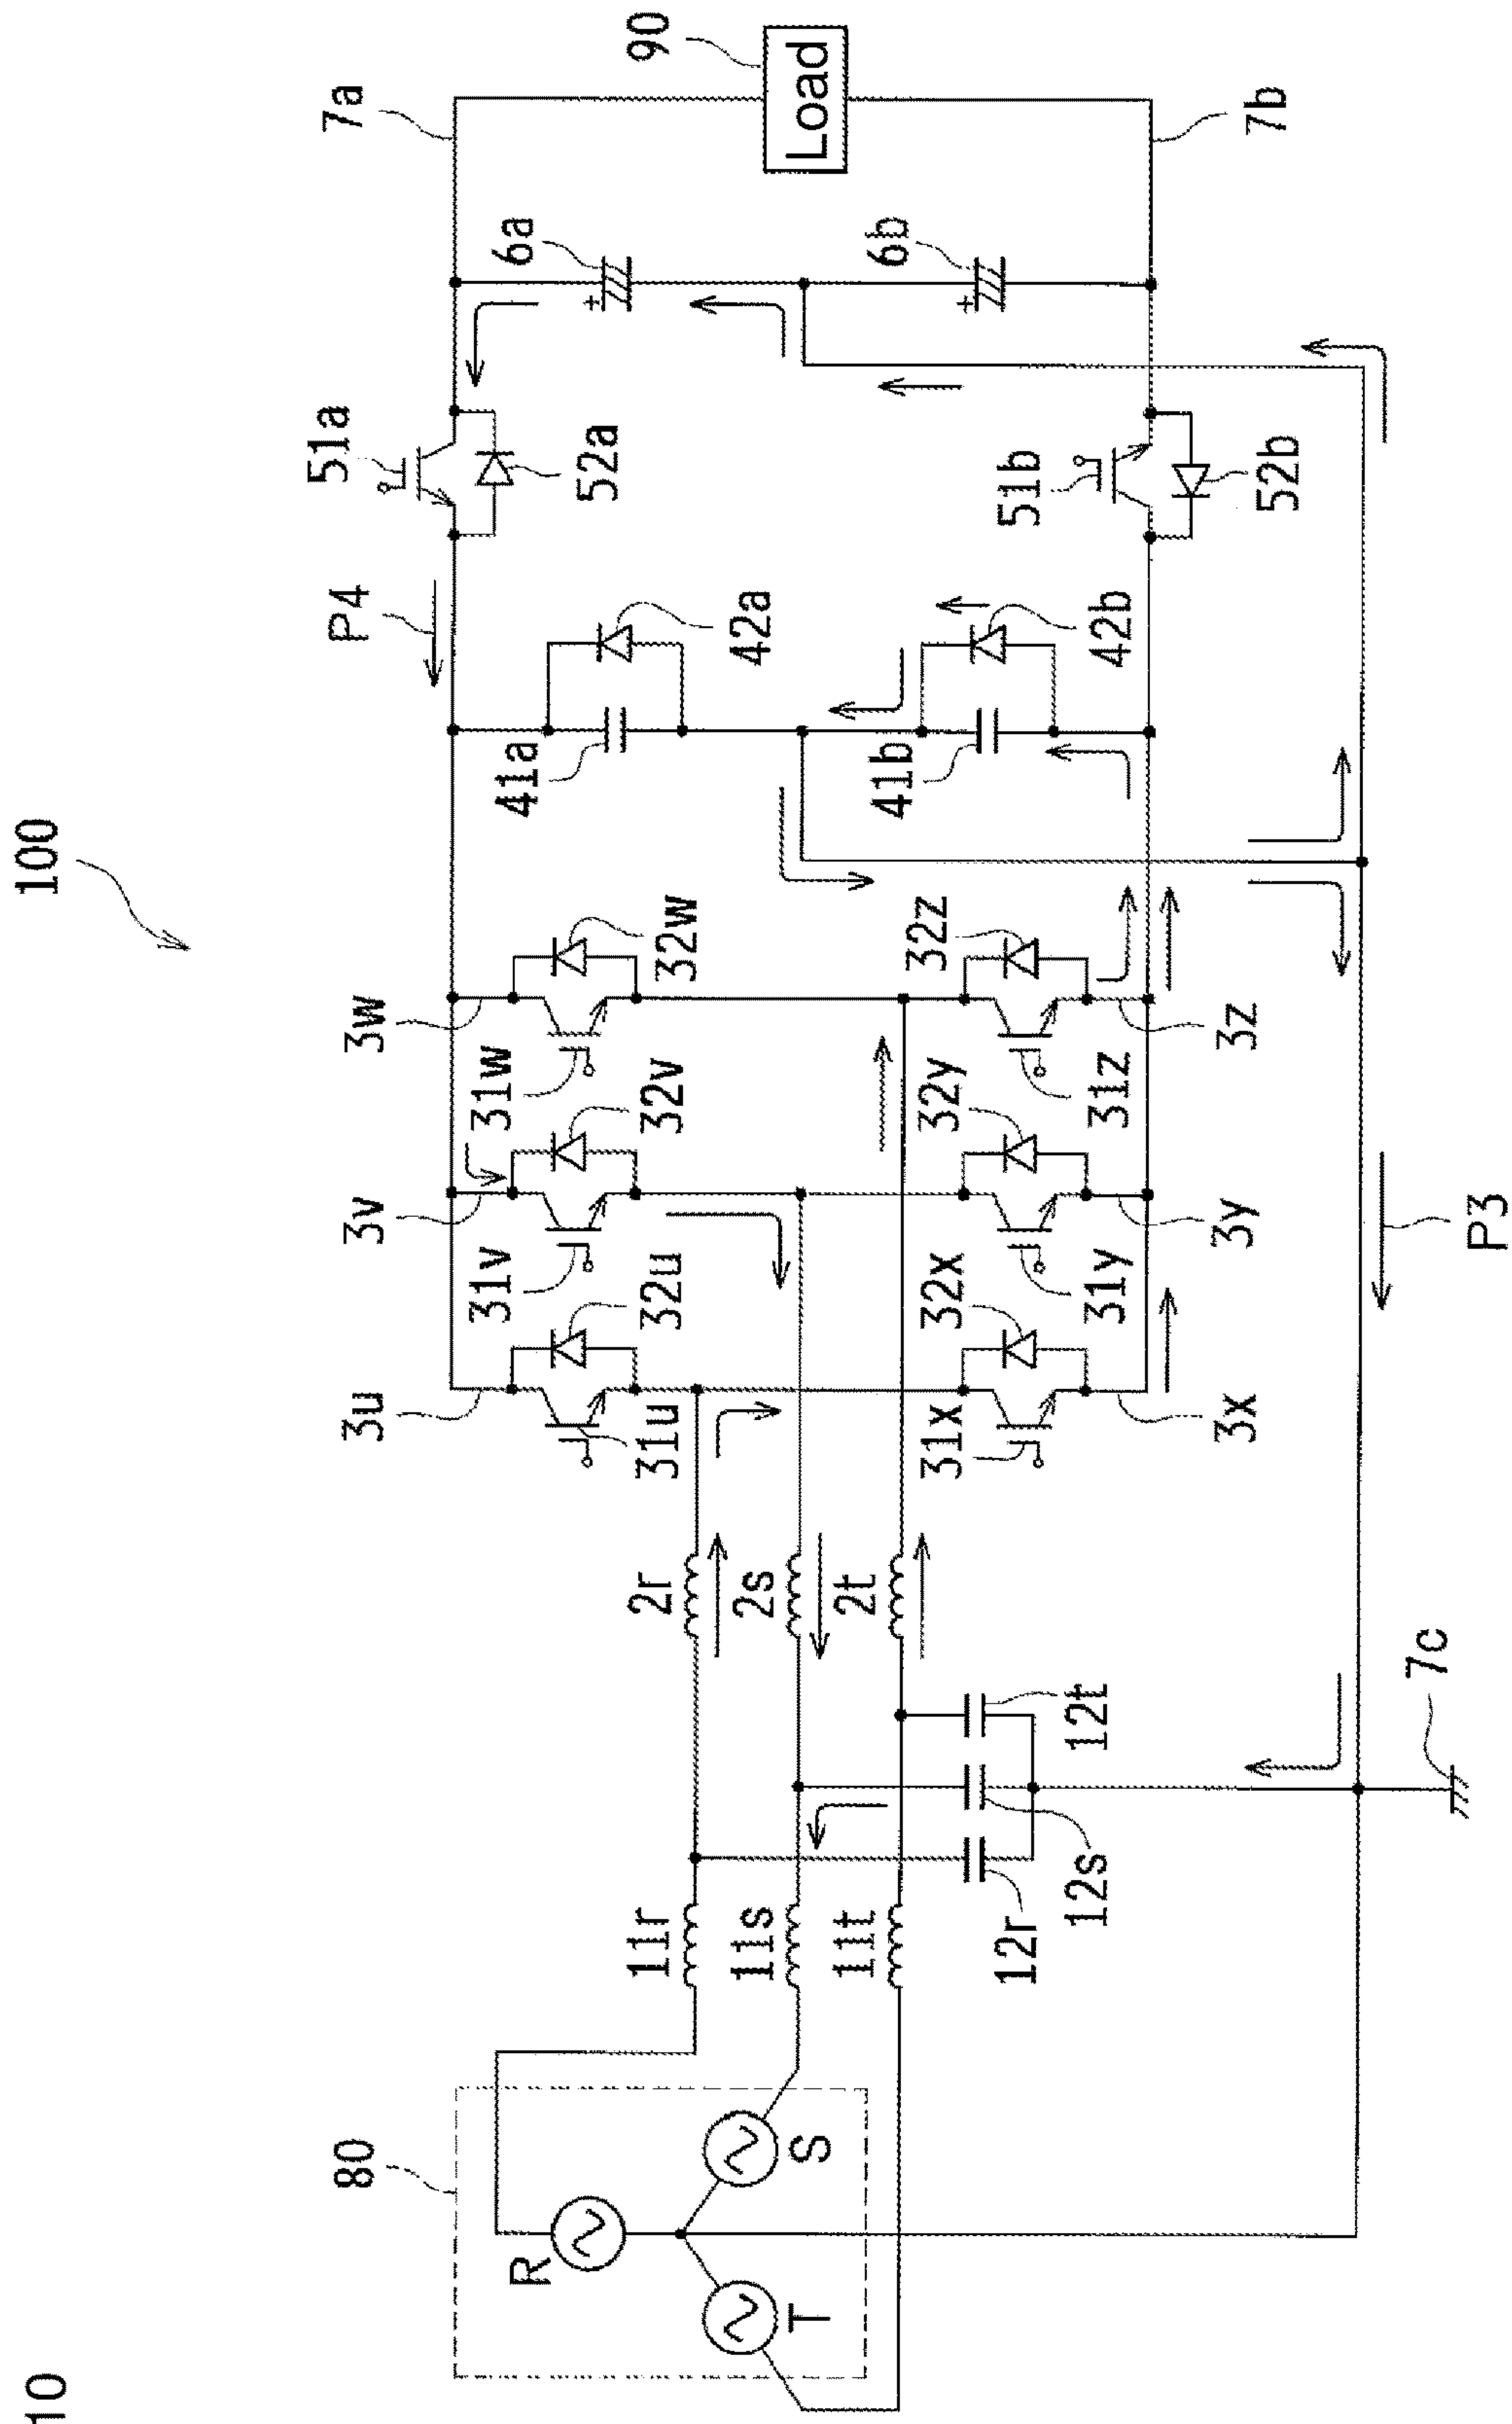 10
100
80
R
S
T
11r
11s
11t
12r
12s
12t
7c
2r
2s
2t
3u
3v
3w
31u
31v
31w
32u
32v
32w
31x
31y
31z
32x
32y
32z
3x
3y
3z
P3
P4
41a
42a
41b
42b
51a
52a
51b
52b
6a
6b
7a
7b
90
Load